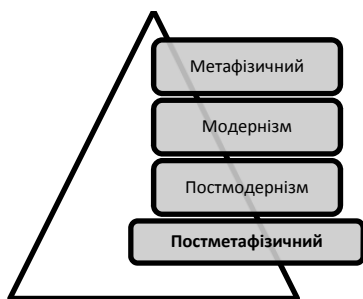 Метафізичний
Модернізм
Постмодернізм
Постметафізичний